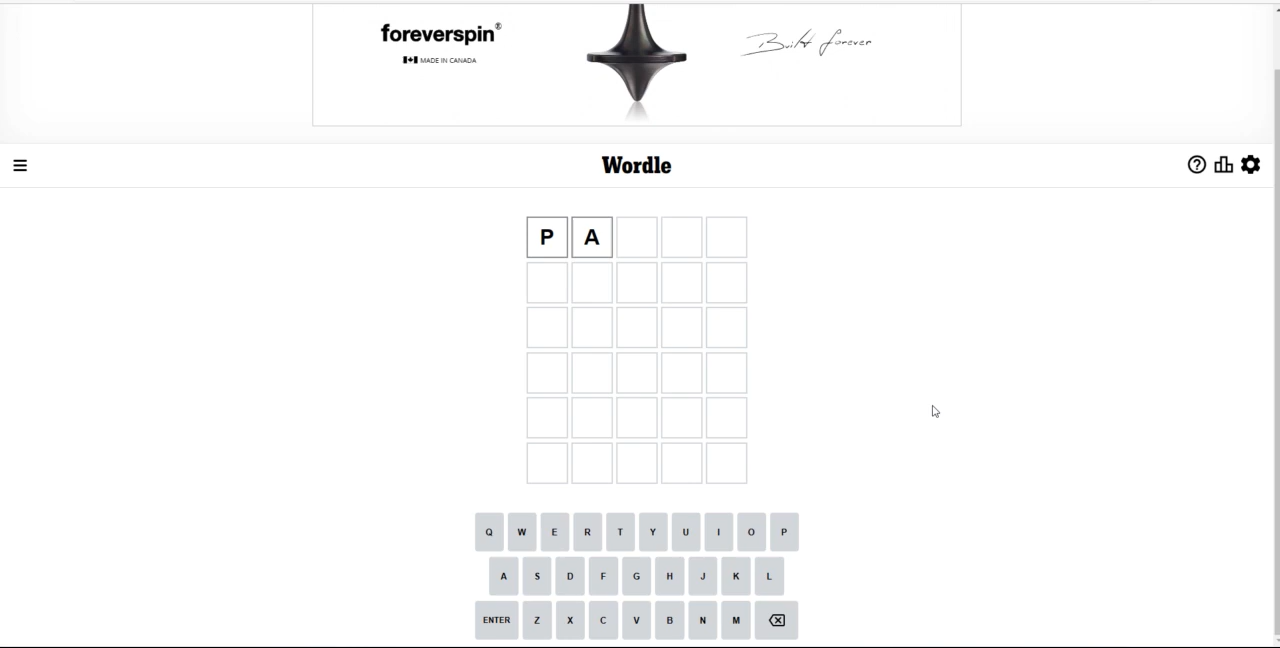 foreverspin®
MADE IN CANADA
Built forever
Wordle
P A
Q W E R T Y U I O P
A S D F G H J K L
ENTER Z X C V B N M